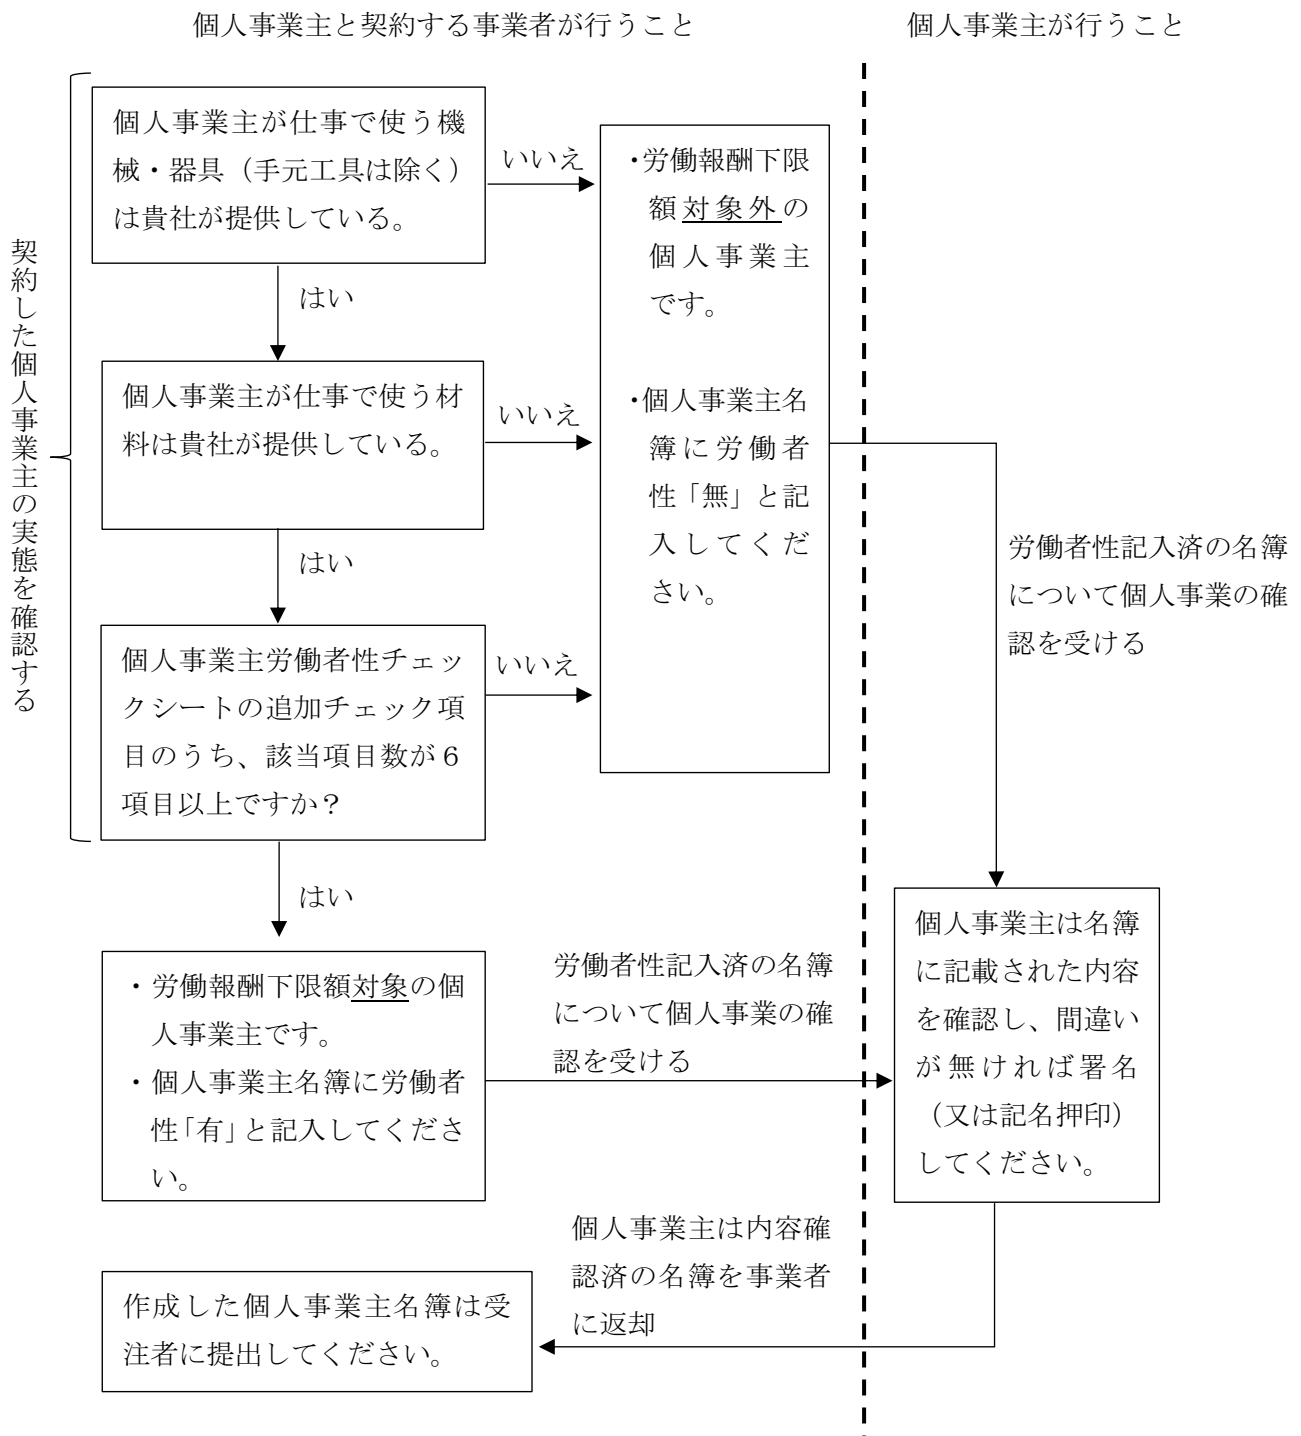 個人事業主と契約する事業者が行うこと
個人事業主が行うこと
契約した個人事業主の実態を確認する
個人事業主が仕事で使う機
械・器具（手元工具は除く）
は貴社が提供している。
いいえ
はい
個人事業主が仕事で使う材
料は貴社が提供している。
いいえ
はい
個人事業主労働者性チェッ
クシートの追加チェック項
目のうち、該当項目数が６
項目以上ですか？
いいえ
はい
・労働報酬下限
額対象外の
個人事業主
です。
・個人事業主名
簿に労働者
性「無」と記
入してくだ
さい。
労働者性記入済の名簿
について個人事業の確
認を受ける
・労働報酬下限額対象の個
人事業主です。
・個人事業主名簿に労働者
性「有」と記入してくださ
い。
労働者性記入済の名簿
について個人事業の確
認を受ける
個人事業主は名簿
に記載された内容
を確認し、間違い
が無ければ署名
（又は記名押印）
してください。
個人事業主は内容確
認済の名簿を事業者
に返却
作成した個人事業主名簿は受
注者に提出してください。